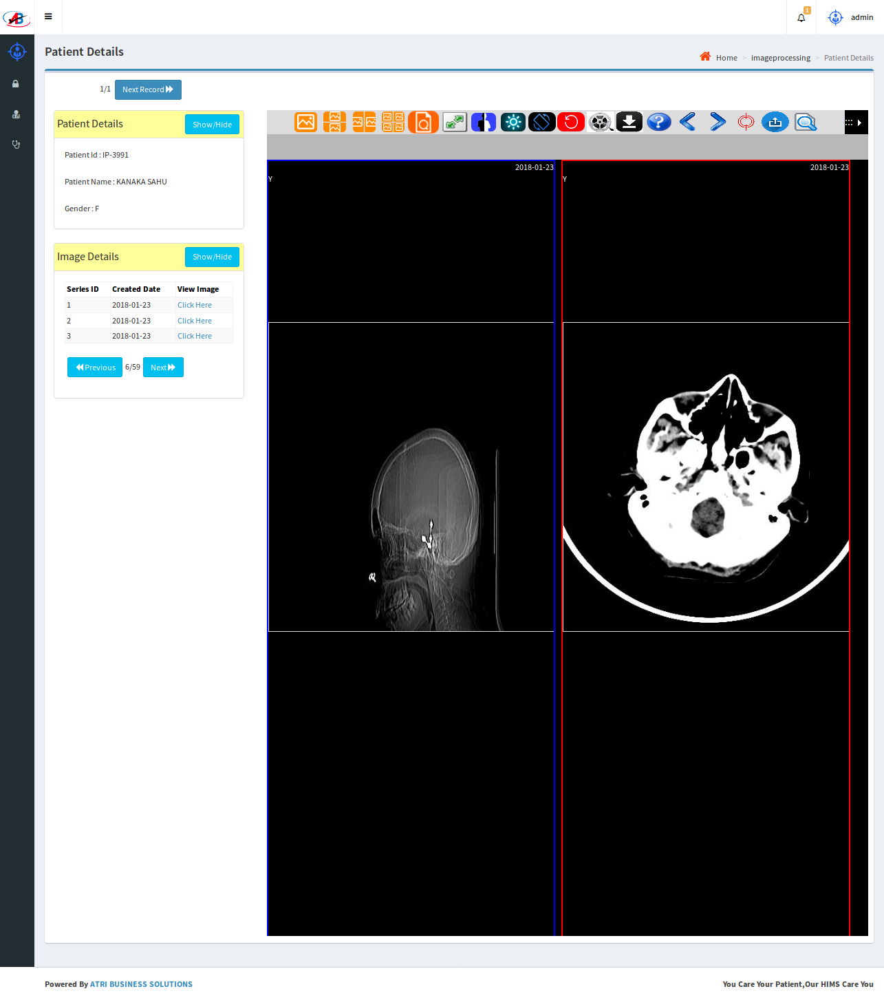 AB
1
admin
Patient Details
Home > imageprocessing > Patient Details
1/1 Next Record
Patient Details Show/Hide
Patient Id : IP-3991
Patient Name : KANAKA SAHU
Gender : F
Image Details Show/Hide
Series ID Created Date View Image
1 2018-01-23 Click Here
2 2018-01-23 Click Here
3 2018-01-23 Click Here
Previous 6/59 Next
2018-01-23
Y
R
2018-01-23
Y
Powered By ATRI BUSINESS SOLUTIONS
You Care Your Patient,Our HIMS Care You